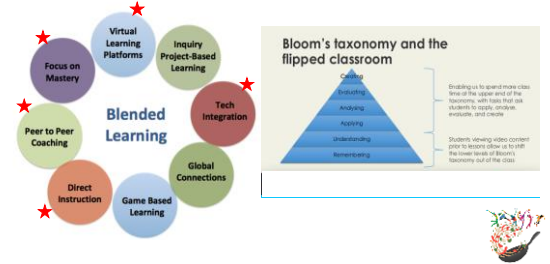 Virtual
Learning
Platforms
Inquiry
Project-Based
Learning
Tech
Integration
Global
Connections
Game Based
Learning
Direct
Instruction
Peer to Peer
Coaching
Focus on
Mastery
Blended
Learning
Bloom's taxonomy and the
flipped classroom
Creating
Evaluating
Analysing
Applying
Understanding
Remembering
Enabling us to spend more class
time at the upper end of the
taxonomy, with tasks that ask
students to apply, analyse,
evaluate, and create
Students viewing video content
prior to lessons allow us to shift
the lower levels of Bloom's
taxonomy out of the class